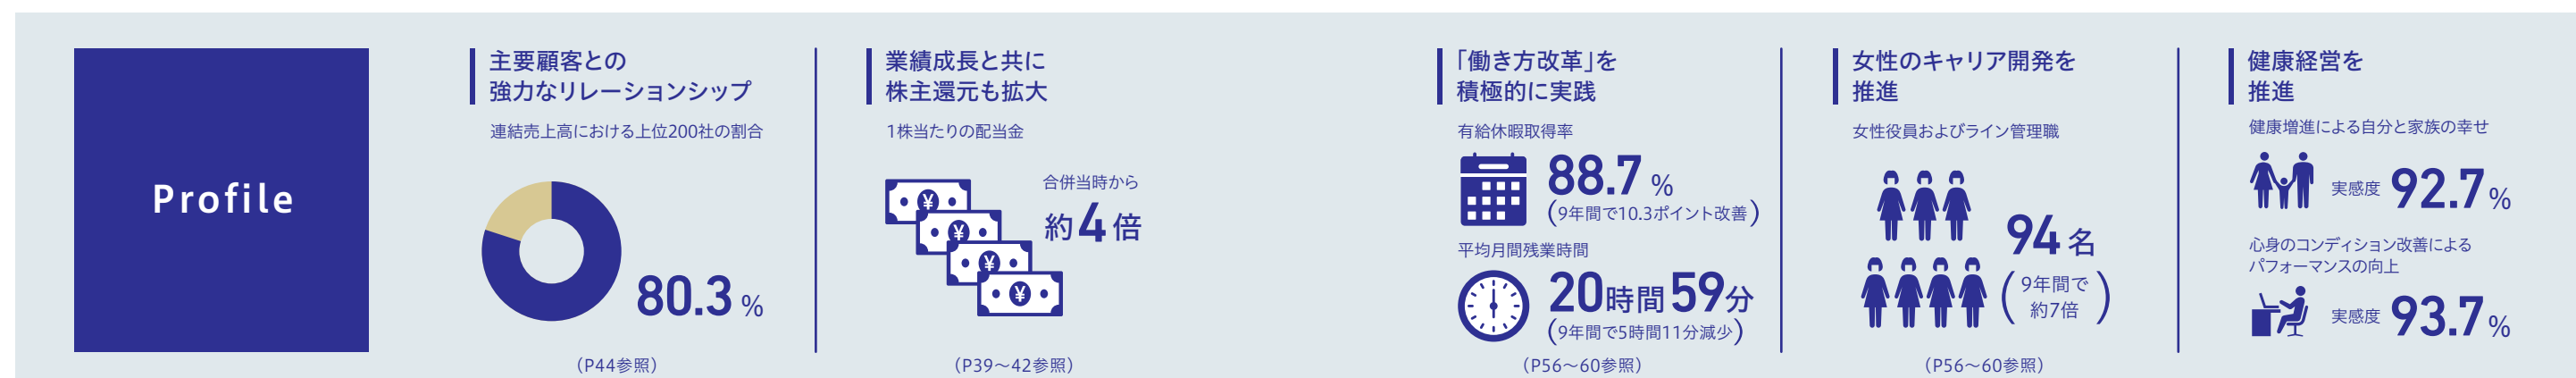 Profile
主要顧客との
強力なリレーションシップ
連結売上高における上位200社の割合
80.3 %
（P44参照）
業績成長と共に
株主還元も拡大
1株当たりの配当金
合併当時から
約4倍
¥
¥
¥
¥
（P39～42参照）
「働き方改革」を
積極的に実践
有給休暇取得率
88.7 %
（9年間で10.3ポイント改善）
平均月間残業時間
20時間59分
（9年間で5時間11分減少）
（P56～60参照）
女性のキャリア開発を
推進
女性役員およびライン管理職
94名
（9年間で
約7倍）
（P56～60参照）
健康経営を
推進
健康増進による自分と家族の幸せ
実感度 92.7 %
心身のコンディション改善による
パフォーマンスの向上
実感度 93.7 %